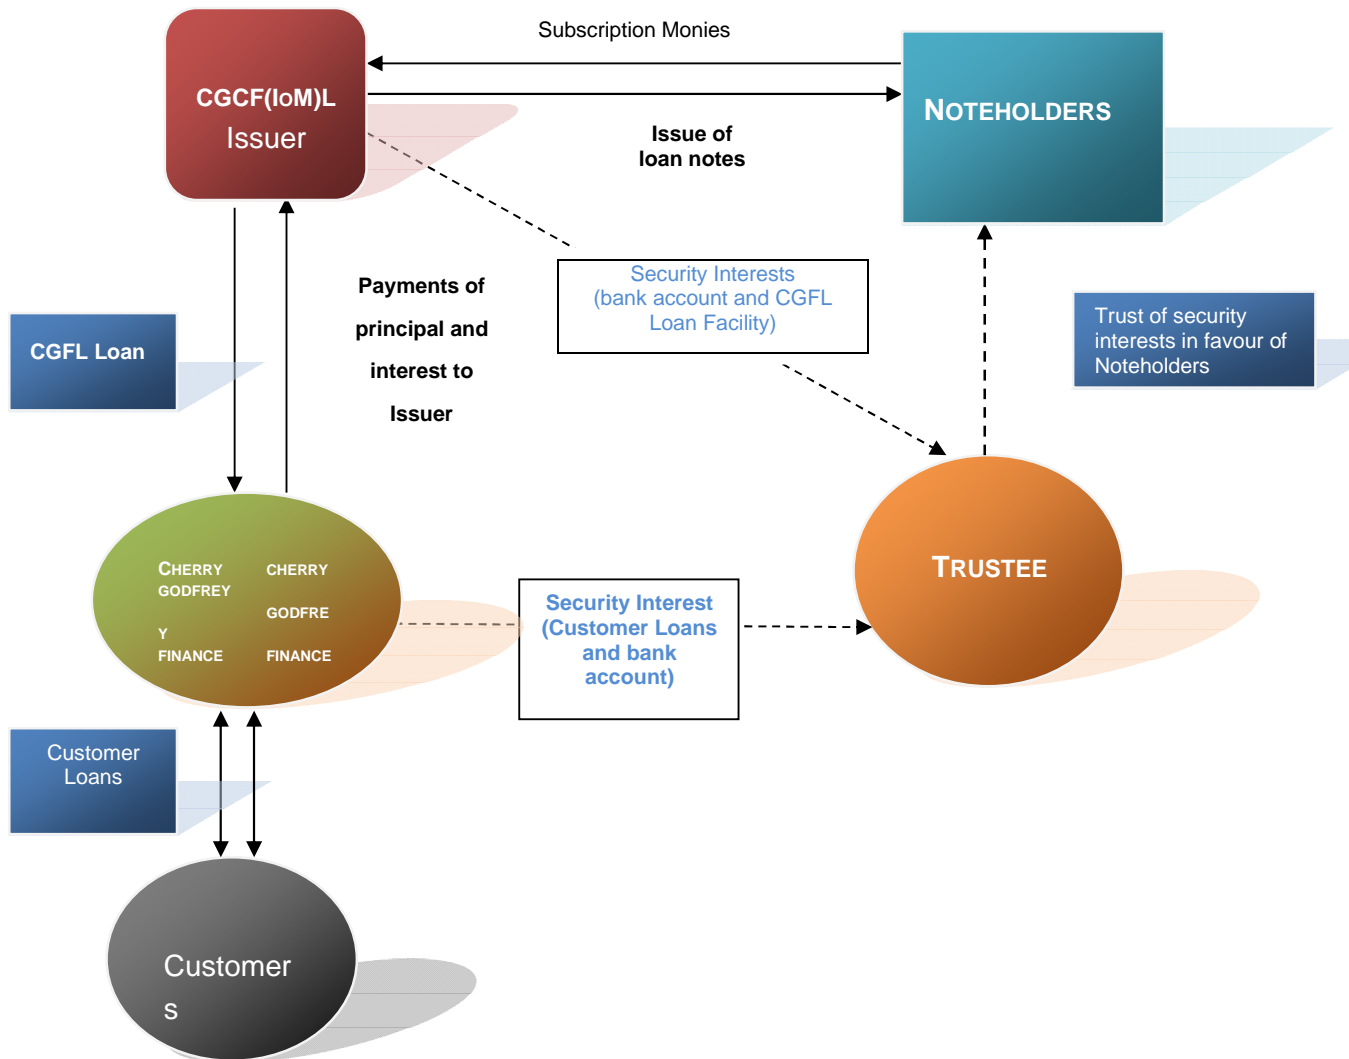 Subscription Monies
CGCF(IoM)L
Issuer
NOTEHOLDERS
Issue of
loan notes
Security Interests
(bank account and CGFL
Loan Facility)
Payments of
principal and
interest to
Issuer
CGFL Loan
Trust of security
interests in favour of
Noteholders
CHERRY
GODFREY
Y
FINANCE
CHERRY
GODFRE
FINANCE
Security Interest
(Customer Loans
and bank
account)
TRUSTEE
Customer
Loans
Customer
s